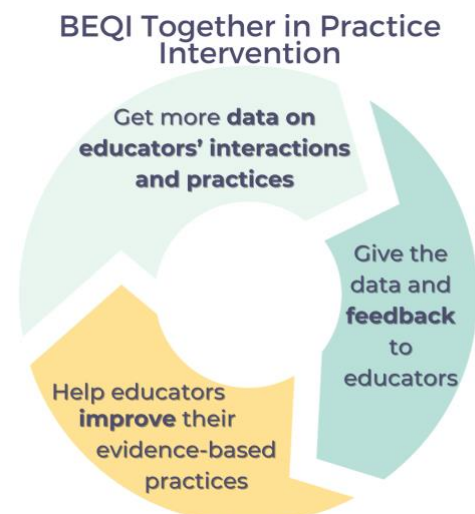 BEQI Together in Practice
Intervention
Get more data on
educators' interactions
and practices
Give the
data and
feedback
to
educators
Help educators
improve their
evidence-based
practices